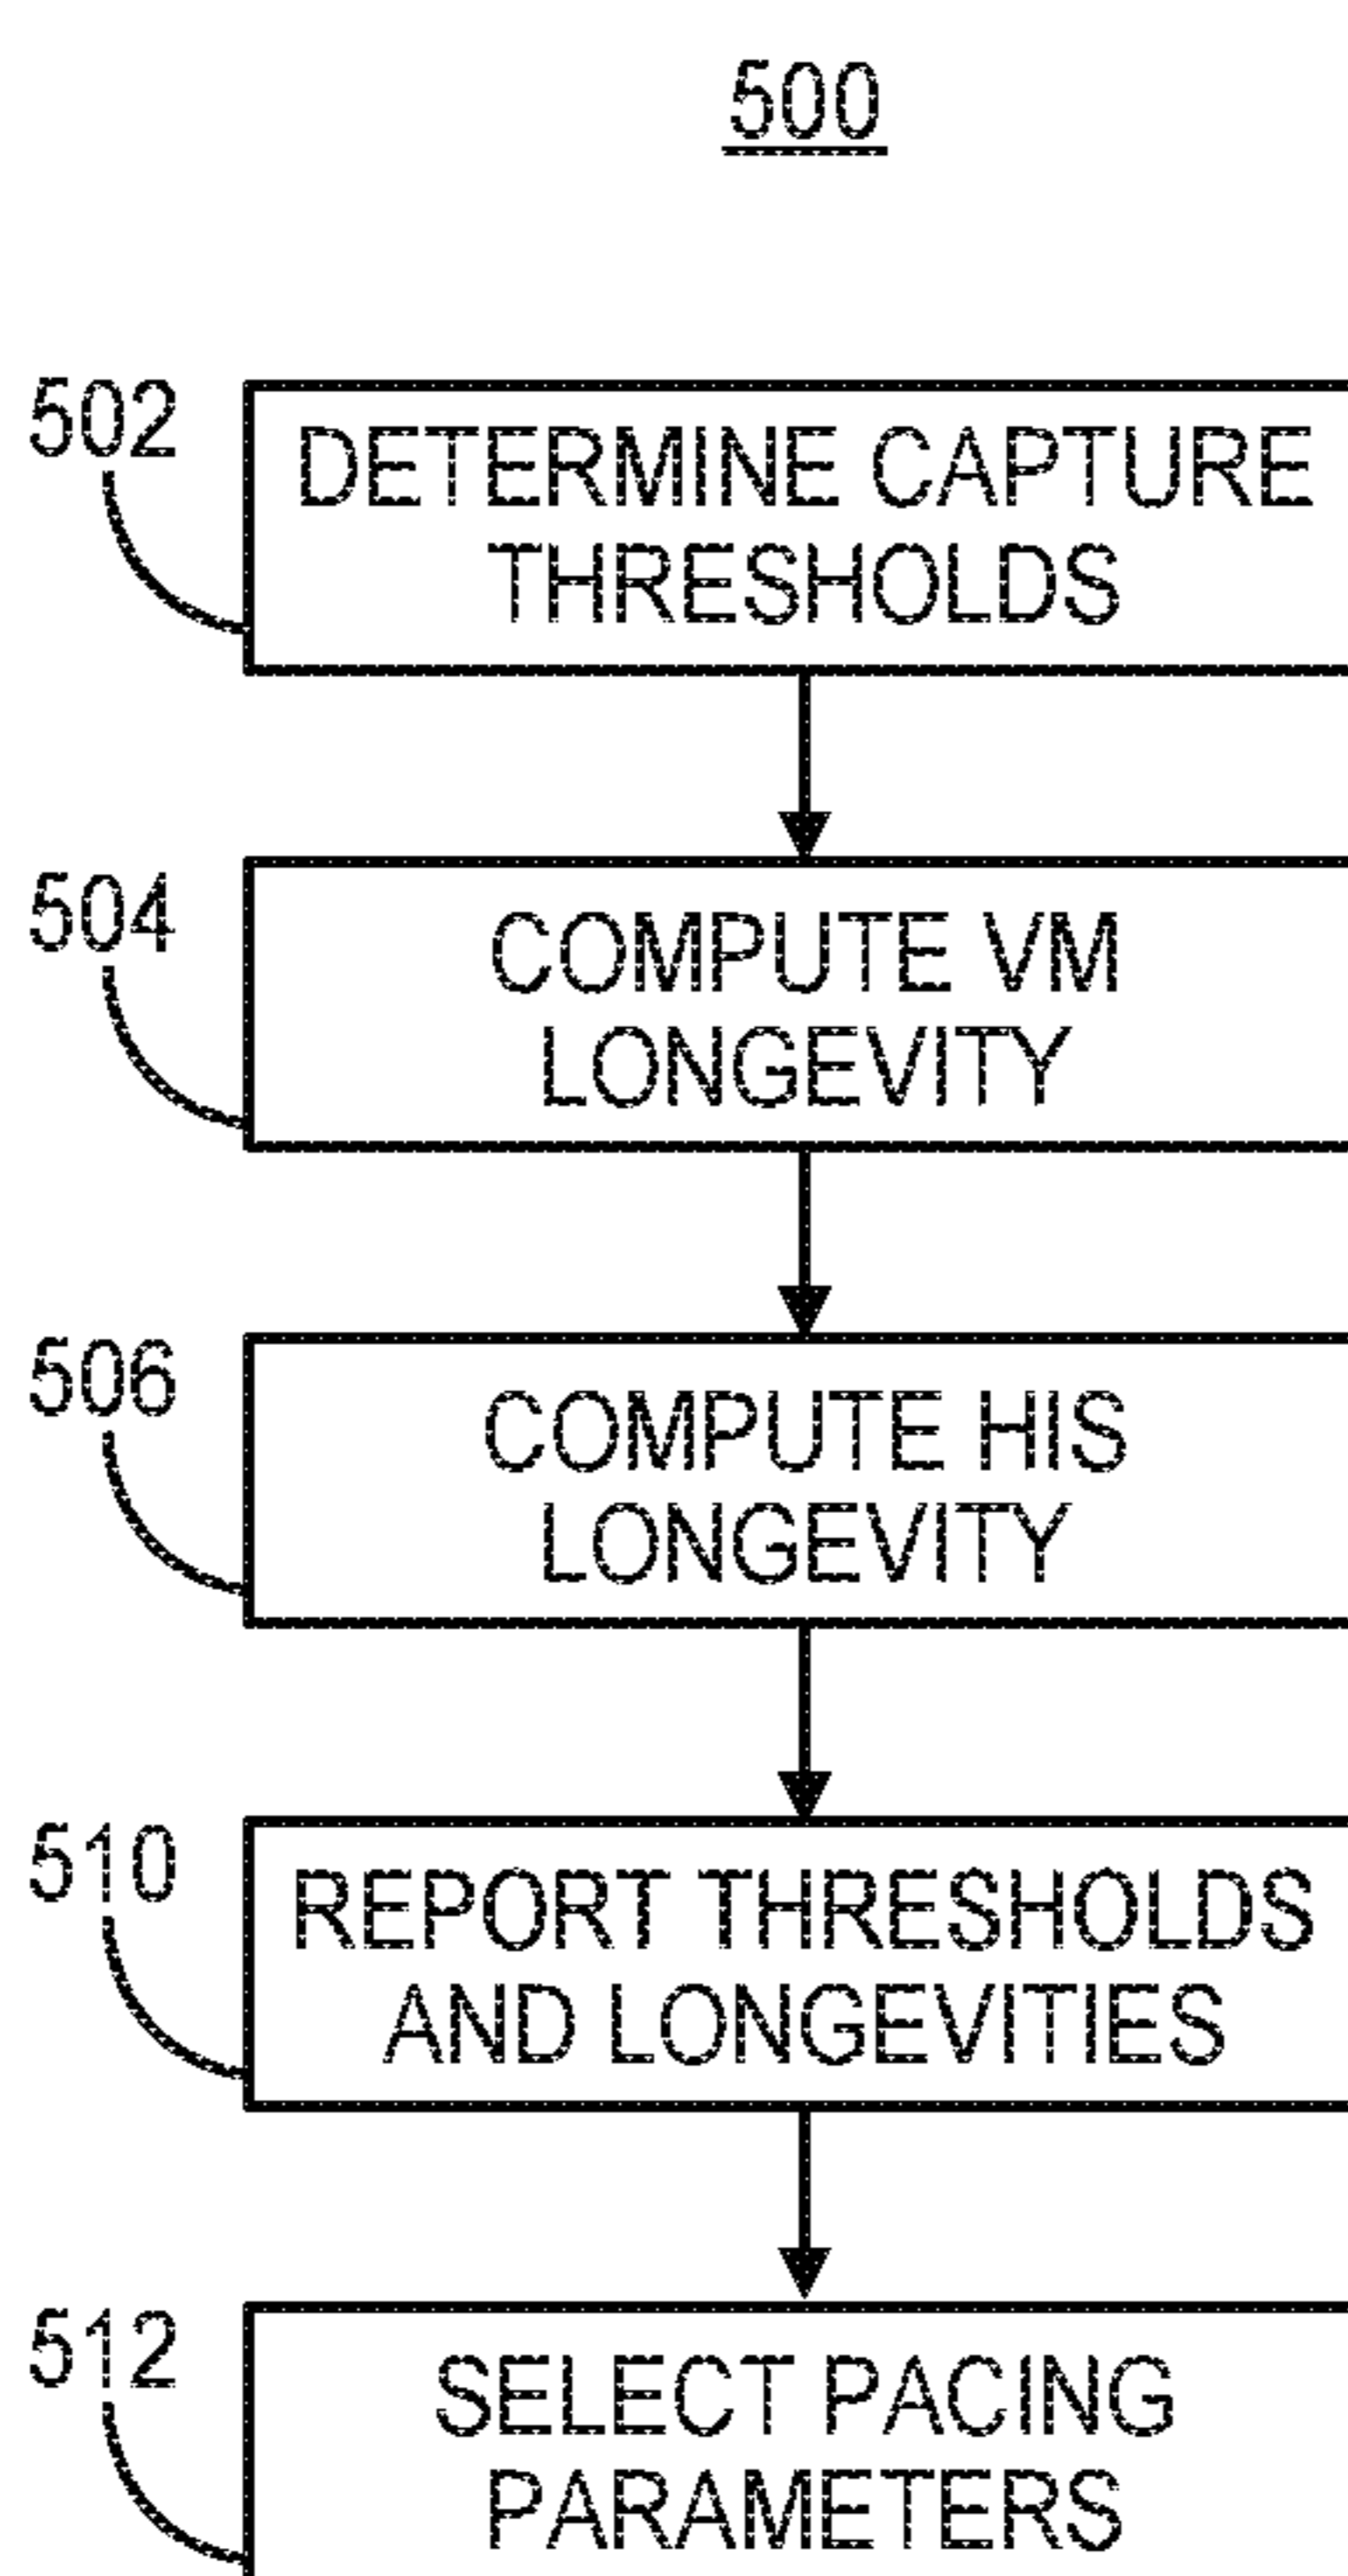 500
502
DETERMINE CAPTURE
THRESHOLDS
504
COMPUTE VM
LONGEVITY
506
COMPUTE HIS
LONGEVITY
510
REPORT THRESHOLDS
AND LONGEVITIES
512
SELECT PACING
PARAMETERS